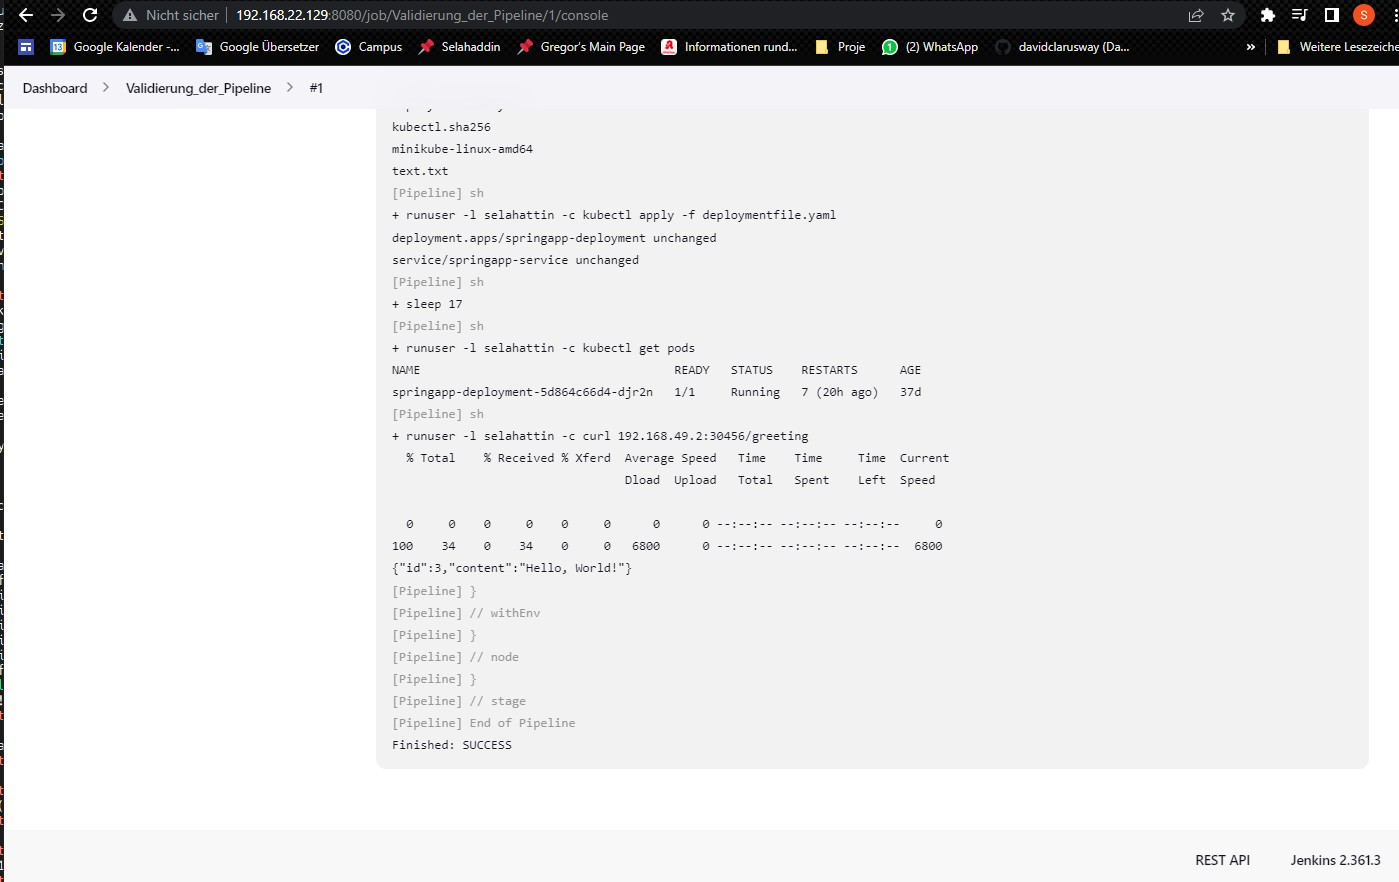 Nicht sicher 192.168.22.129:8080/job/Validierung_der_Pipeline/1/console S
13 Google Kalender -... Google Übersetzer Campus Selahaddin Gregor's Main Page Informationen rund... Proje (2) WhatsApp davidclarusway (Da... » Weitere Lesezeiche
Dashboard > Validierung_der_Pipeline > #1
kubectl.sha256
minikube-linux-amd64
text.txt
[Pipeline] sh
+ runuser -l selahattin -c kubectl apply -f deploymentfile.yaml
deployment.apps/springapp-deployment unchanged
service/springapp-service unchanged
[Pipeline] sh
+ sleep 17
[Pipeline] sh
+ runuser -l selahattin -c kubectl get pods
NAME READY STATUS RESTARTS AGE
springapp-deployment-5d864c66d4-djr2n 1/1 Running 7 (20h ago) 37d
[Pipeline] sh
+ runuser -l selahattin -c curl 192.168.49.2:30456/greeting
% Total % Received % Xferd Average Speed Time Time Time Current
Dload Upload Total Spent Left Speed
0 0 0 0 0 0 0 0 --:--:-- --:--:-- --:--:-- 0
100 34 0 34 0 0 6800 0 --:--:-- --:--:-- --:--:-- 6800
{"id":3,"content":"Hello, World!"}
[Pipeline] }
[Pipeline] // withEnv
[Pipeline] }
[Pipeline] // node
[Pipeline] }
[Pipeline] // stage
[Pipeline] End of Pipeline
Finished: SUCCESS
REST API Jenkins 2.361.3